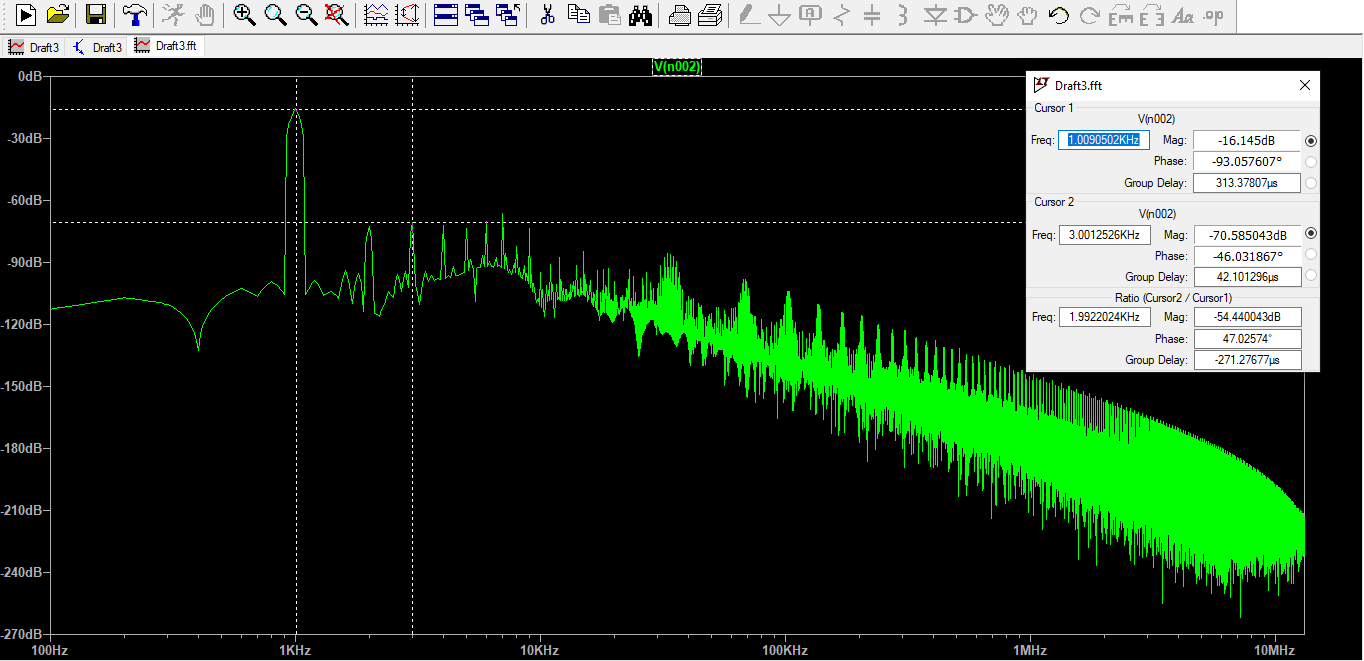 Draft3 Draft3 Draft3.fft
V(n002)
0dB
-30dB
-60dB
-90dB
-120dB
-150dB
-180dB
-210dB
-240dB
-270dB
100Hz 1KHz 10KHz 100KHz 1MHz 10MHz
Draft3.fft
Cursor 1
V(n002)
Freq: 1.0090502KHz Mag: -16.145dB
Phase: -93.057607°
Group Delay: 313.37807µs
Cursor 2
V(n002)
Freq: 3.0012526KHz Mag: -70.585043dB
Phase: -46.031867°
Group Delay: 42.101296µs
Ratio (Cursor2 / Cursor1)
Freq: 1.9922024KHz Mag: -54.440043dB
Phase: 47.02574°
Group Delay: -271.27677µs
Aa .op